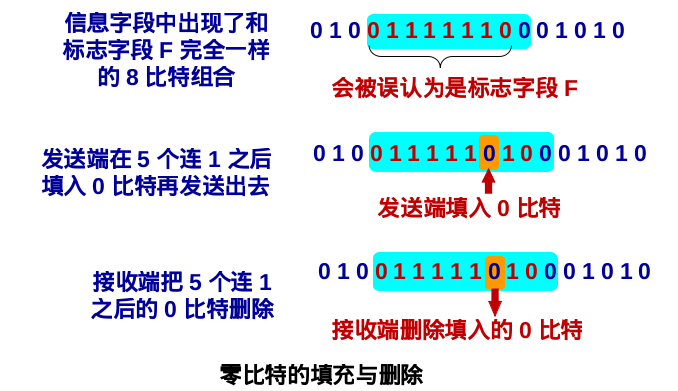 信息字段中出现了和
标志字段 F 完全一样
的 8 比特组合
0 1 0 0 1 1 1 1 1 1 0 0 0 1 0 1 0
会被误认为是标志字段 F
发送端在 5 个连 1 之后
填入 0 比特再发送出去
0 1 0 0 1 1 1 1 1 0 1 0 0 0 1 0 1 0
发送端填入 0 比特
接收端把 5 个连 1
之后的 0 比特删除
0 1 0 0 1 1 1 1 1 0 1 0 0 0 1 0 1 0
接收端删除填入的 0 比特
零比特的填充与删除